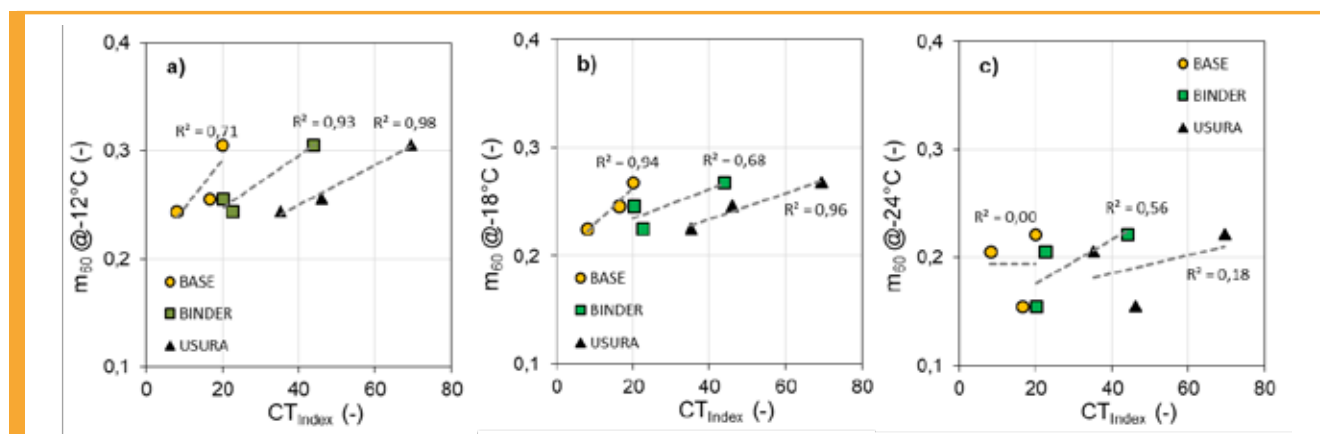 a)
R² = 0,71
R² = 0,93
R² = 0,98
BASE
BINDER
USURA
0,4
0,3
0,2
0,1
m60 @-12°C (-)
0 20 40 60 80
CTIndex (-)
b)
R² = 0,94
R² = 0,68
R² = 0,96
BASE
BINDER
USURA
0,4
0,3
0,2
0,1
m60 @-18°C (-)
0 20 40 60 80
CTIndex (-)
c)
BASE
BINDER
USURA
R² = 0,00
R² = 0,56
R² = 0,18
0,4
0,3
0,2
0,1
m60 @-24°C (-)
0 20 40 60 80
CTIndex (-)